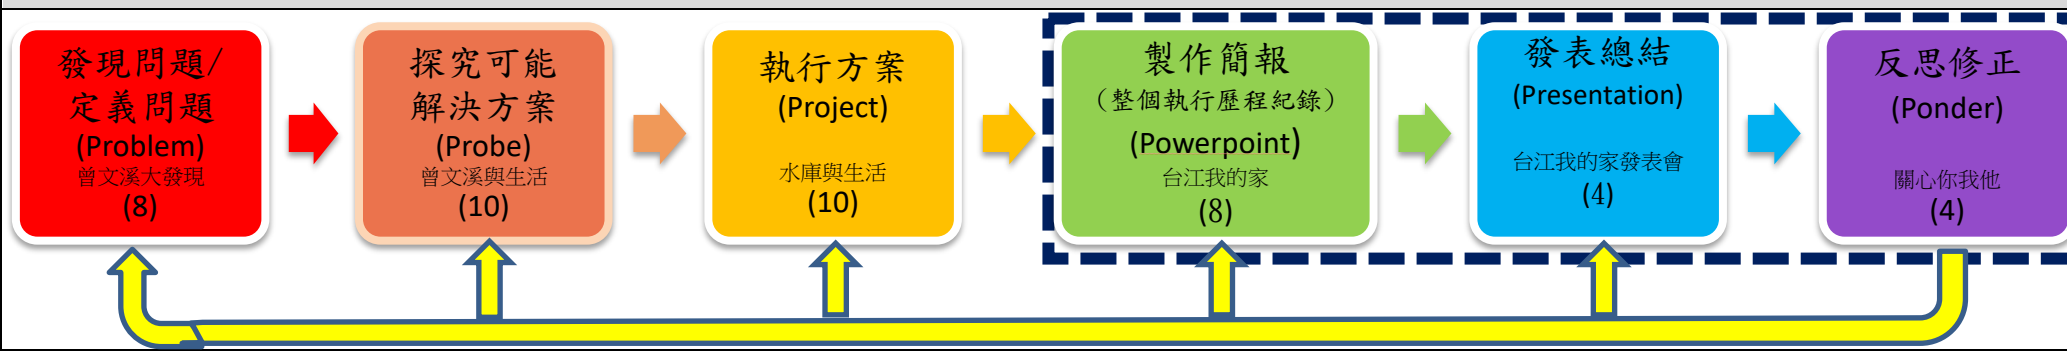 發現問題/
定義問題
(Problem)
曾文溪大發現
(8)
探究可能
解決方案
(Probe)
曾文溪與生活
(10)
執行方案
(Project)
水庫與生活
(10)
製作簡報
(整個執行歷程紀錄)
(Powerpoint)
台江我的家
(8)
發表總結
(Presentation)
台江我的家發表會
(4)
反思修正
(Ponder)
關心你我他
(4)